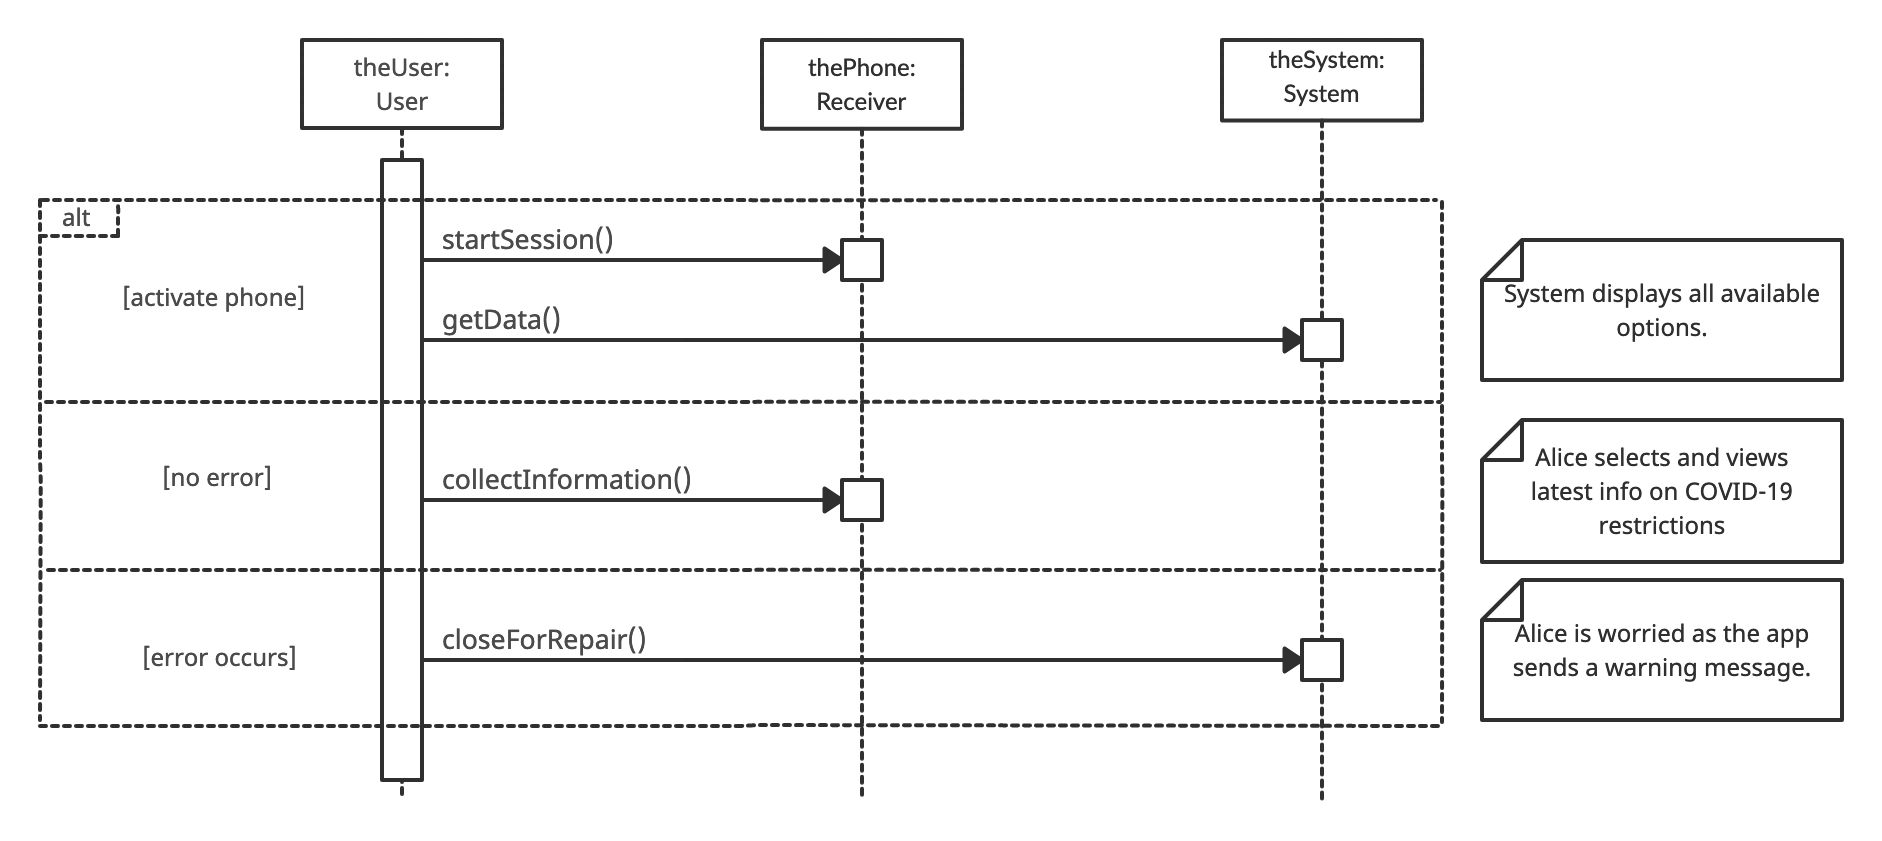 theUser:
User
thePhone:
Receiver
theSystem:
System
alt
startSession()
[activate phone]
getData()
System displays all available
options.
[no error]
collectInformation()
Alice selects and views
latest info on COVID-19
restrictions
[error occurs]
closeForRepair()
Alice is worried as the app
sends a warning message.